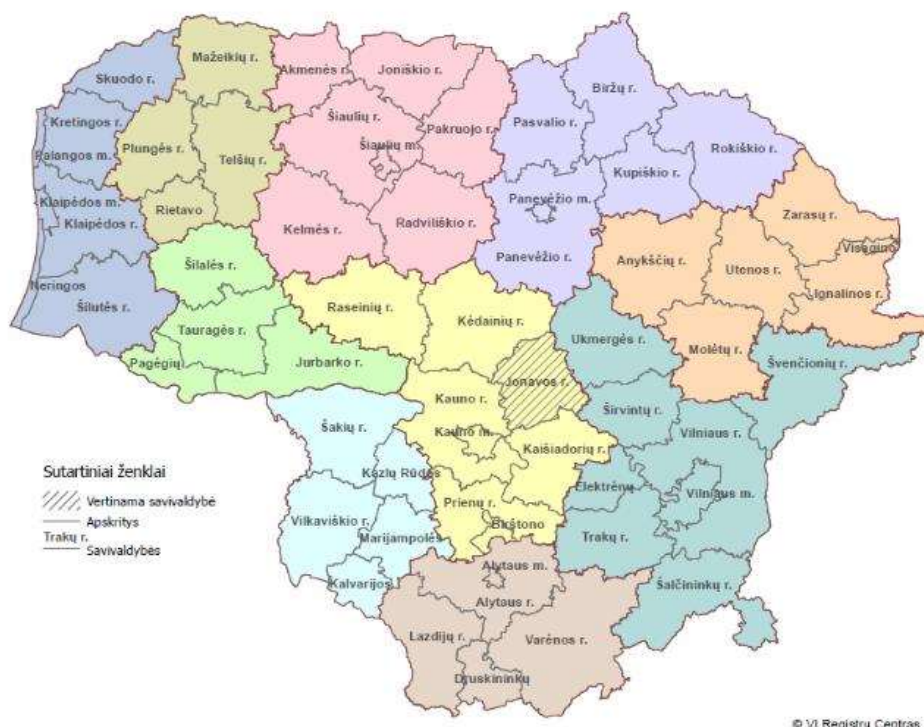 Skuodo r.
Mažeikių r.
Akmenės r.
Joniškio r.
Biržų r.
Kretingos r.
Šiaulių r.
Pasvalio r.
Palangos m.
Plungės r.
Telšių r.
Šiaulių m.
Pakruojo r.
Rokiškio r.
Kupiškio r.
Klaipėdos m.
Rietavo
Panevėžio m.
Zarasų r.
Klaipėdos r.
Kelmės r.
Radviliškio r.
Visagino
Šilalės r.
Panevėžio r.
Anykščių r.
Utenos r.
Neringos
Ignalinos r.
Šilutės r.
Raseinių r.
Kėdainių r.
Tauragės r.
Ukmergės r.
Molėtų r.
Pagėgių
Jurbarko r.
Jonavos r.
Švenčionių r.
Kauno r.
Širvintų r.
Šakių r.
Kauno m.
Kaišiadorių r.
Vilniaus r.
Kazlų Rūdos
Elektrėnų
Vilniaus m.
Prienų r.
Vilkaviškio r.
Birštono
Marijampolės
Trakų r.
Alytaus m.
Kalvarijos
Šalčininkų r.
Alytaus r.
Lazdijų r.
Varėnos r.
Druskininkų
Sutartiniai ženklai
Vertinama savivaldybė
Apskritys
Trakų r.
Savivaldybės
© VĮ Registrų Centras